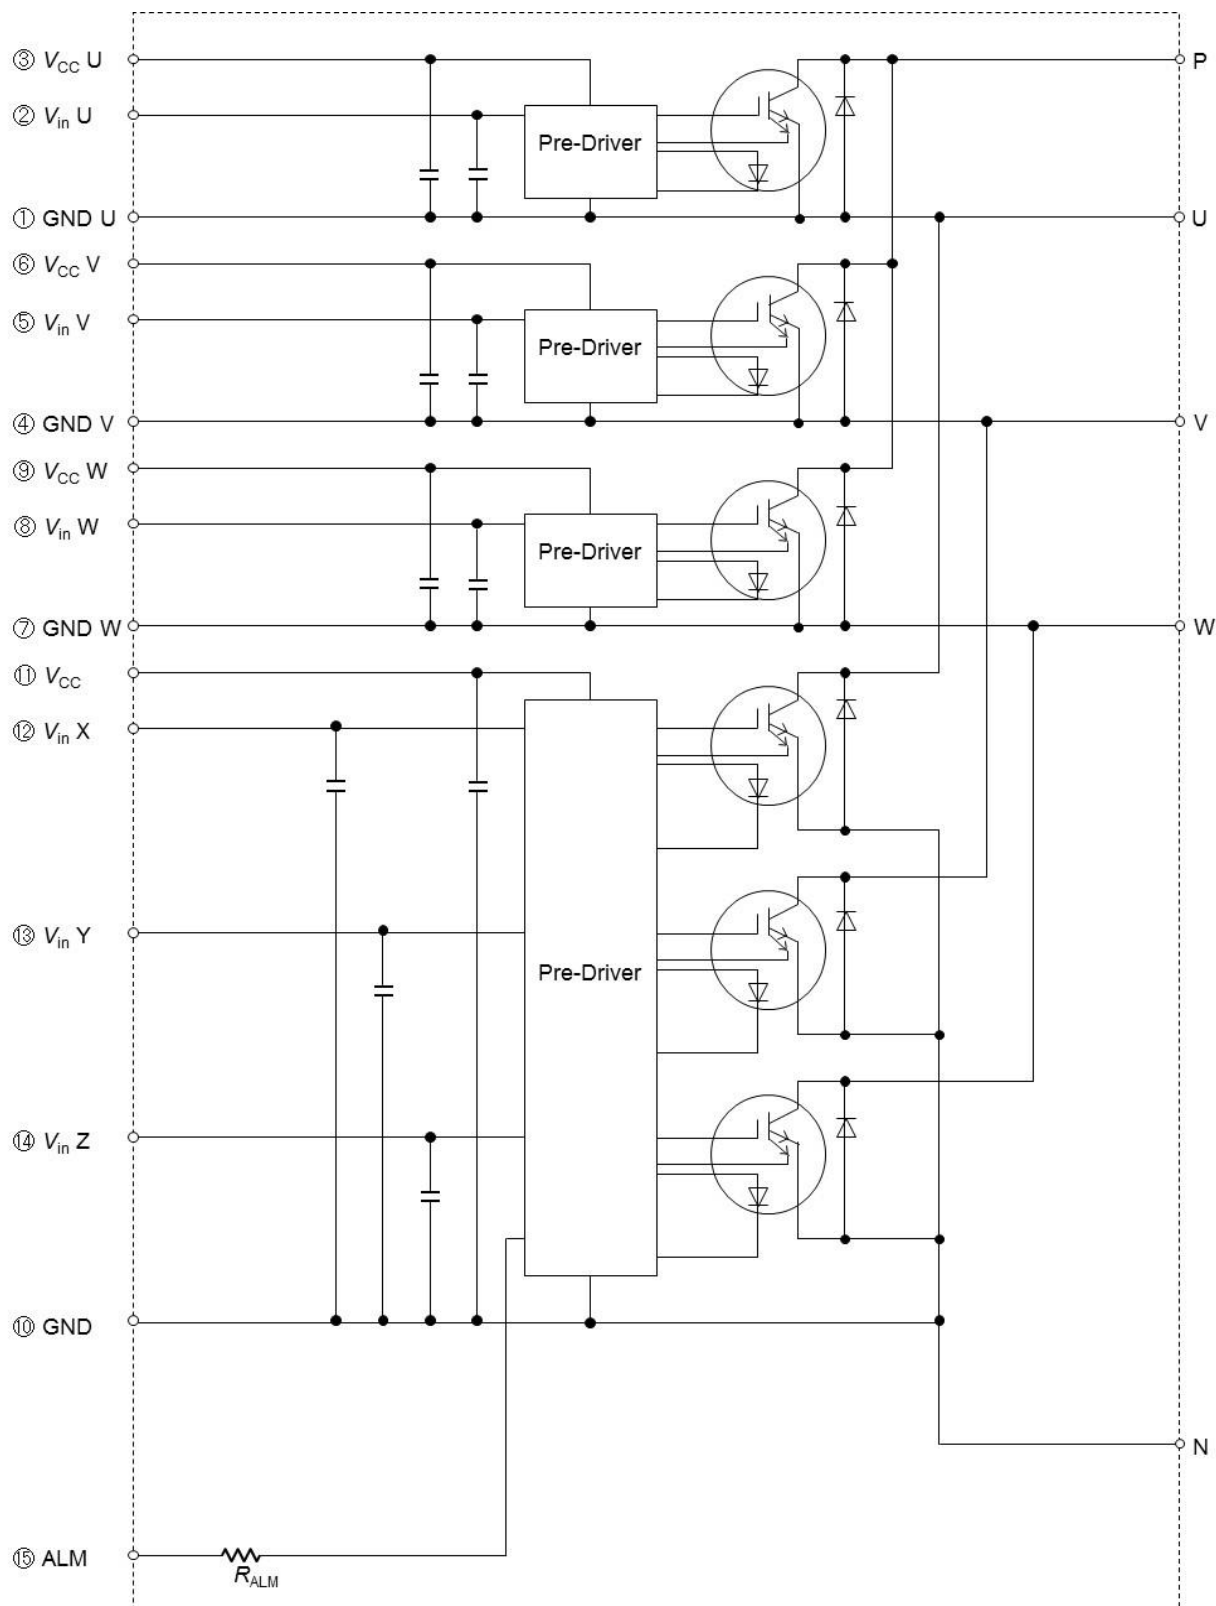 ③ VCC U
P
② Vin U
Pre-Driver
① GND U
U
⑥ VCC V
⑤ Vin V
Pre-Driver
④ GND V
V
⑨ VCC W
⑧ Vin W
Pre-Driver
⑦ GND W
W
⑪ VCC
⑫ Vin X
⑬ Vin Y
Pre-Driver
⑭ Vin Z
⑩ GND
N
⑮ ALM
RALM